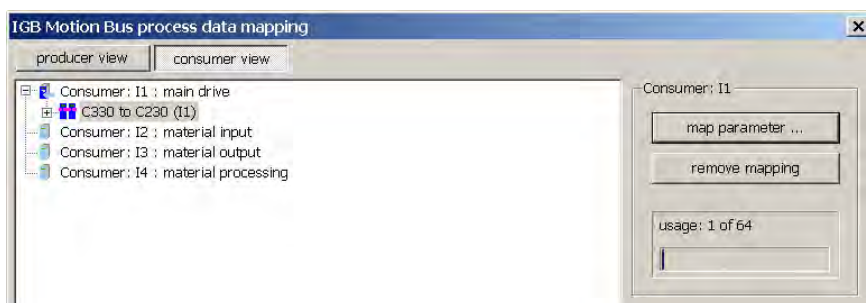 IGB Motion Bus process data mapping
producer view
consumer view
Consumer: I1 : main drive
C330 to C230 (I1)
Consumer: I2 : material input
Consumer: I3 : material output
Consumer: I4 : material processing
Consumer: I1
map parameter ...
remove mapping
usage: 1 of 64